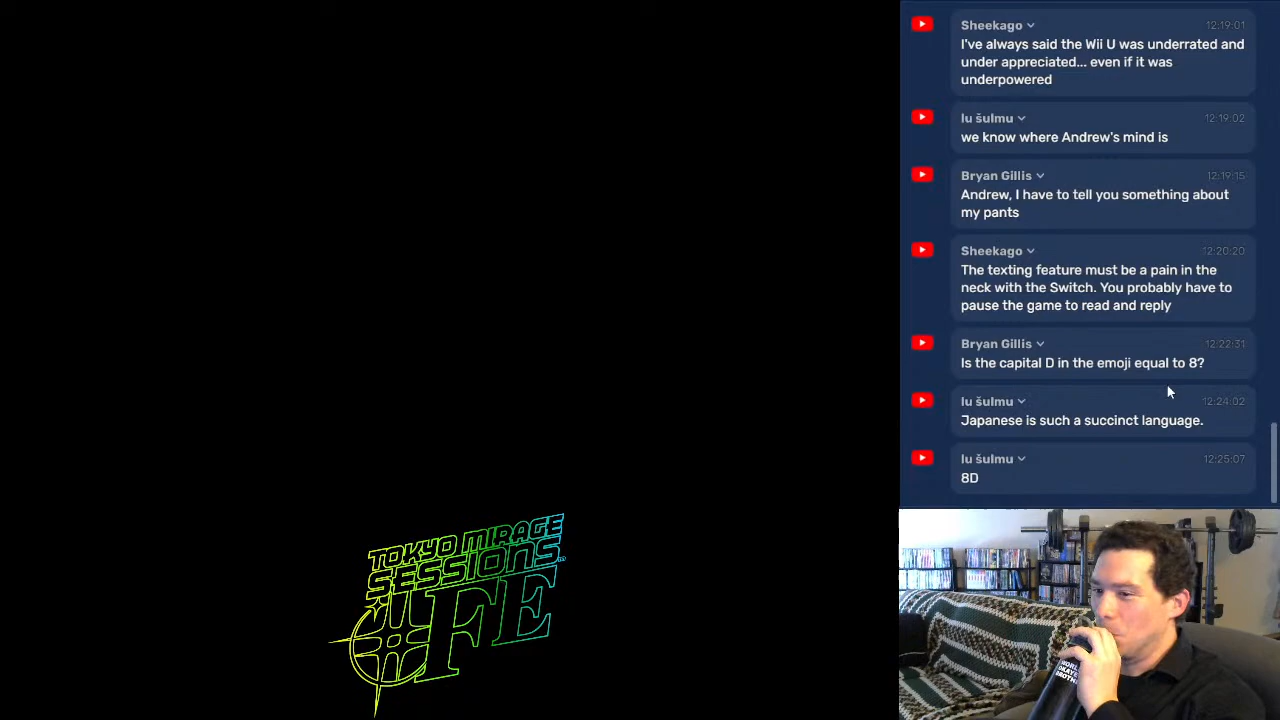 Sheekago
12:19:01
I've always said the Wii U was underrated and
under appreciated... even if it was
underpowered
lu šulmu
12:19:02
we know where Andrew's mind is
Bryan Gillis
12:19:15
Andrew, I have to tell you something about
my pants
Sheekago
12:20:20
The texting feature must be a pain in the
neck with the Switch. You probably have to
pause the game to read and reply
Bryan Gillis
12:22:31
Is the capital D in the emoji equal to 8?
lu šulmu
12:24:02
Japanese is such a succinct language.
lu šulmu
12:25:07
8D
TOKYO MIRAGE
SESSIONS™
#FE
WORL
OKAYE
BROTH